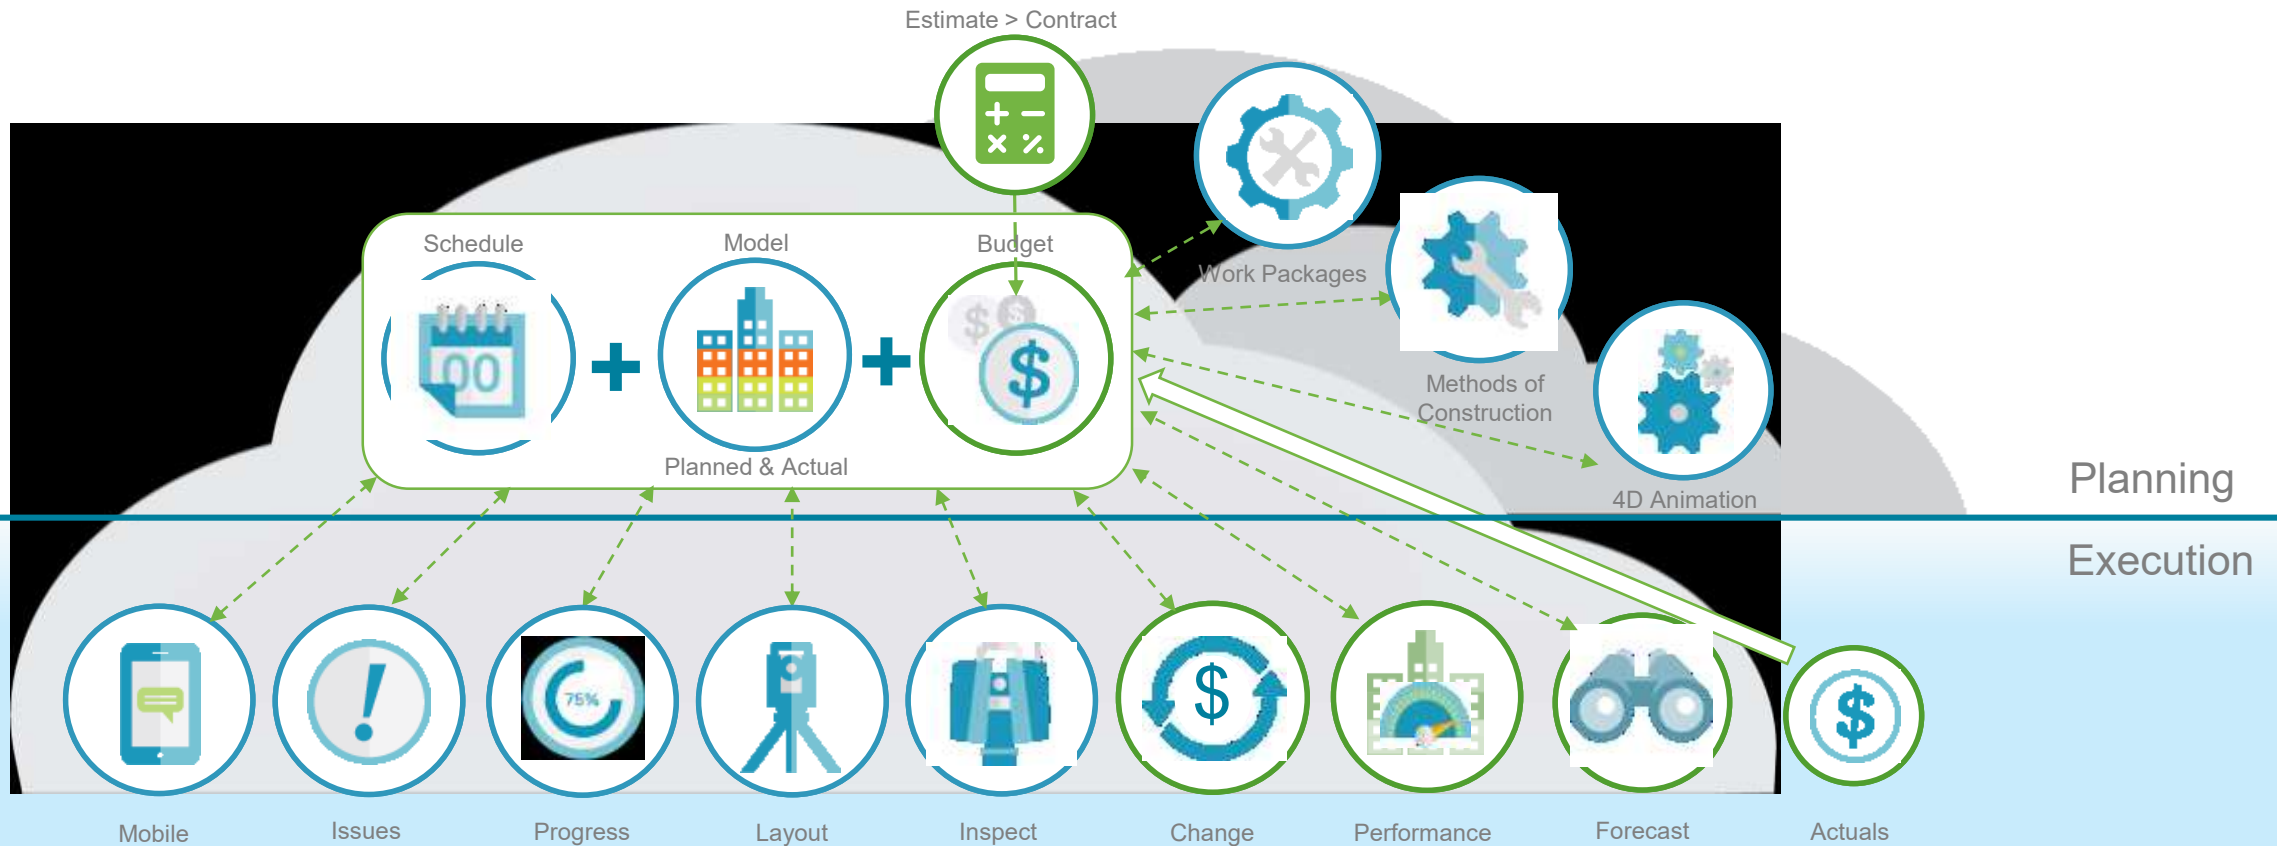 Estimate > Contract
Schedule
Model
Budget
00
$
$
$
Planned & Actual
Work Packages
Methods of
Construction
4D Animation
Planning
Execution
!
75%
$
$
Mobile
Issues
Progress
Layout
Inspect
Change
Performance
Forecast
Actuals